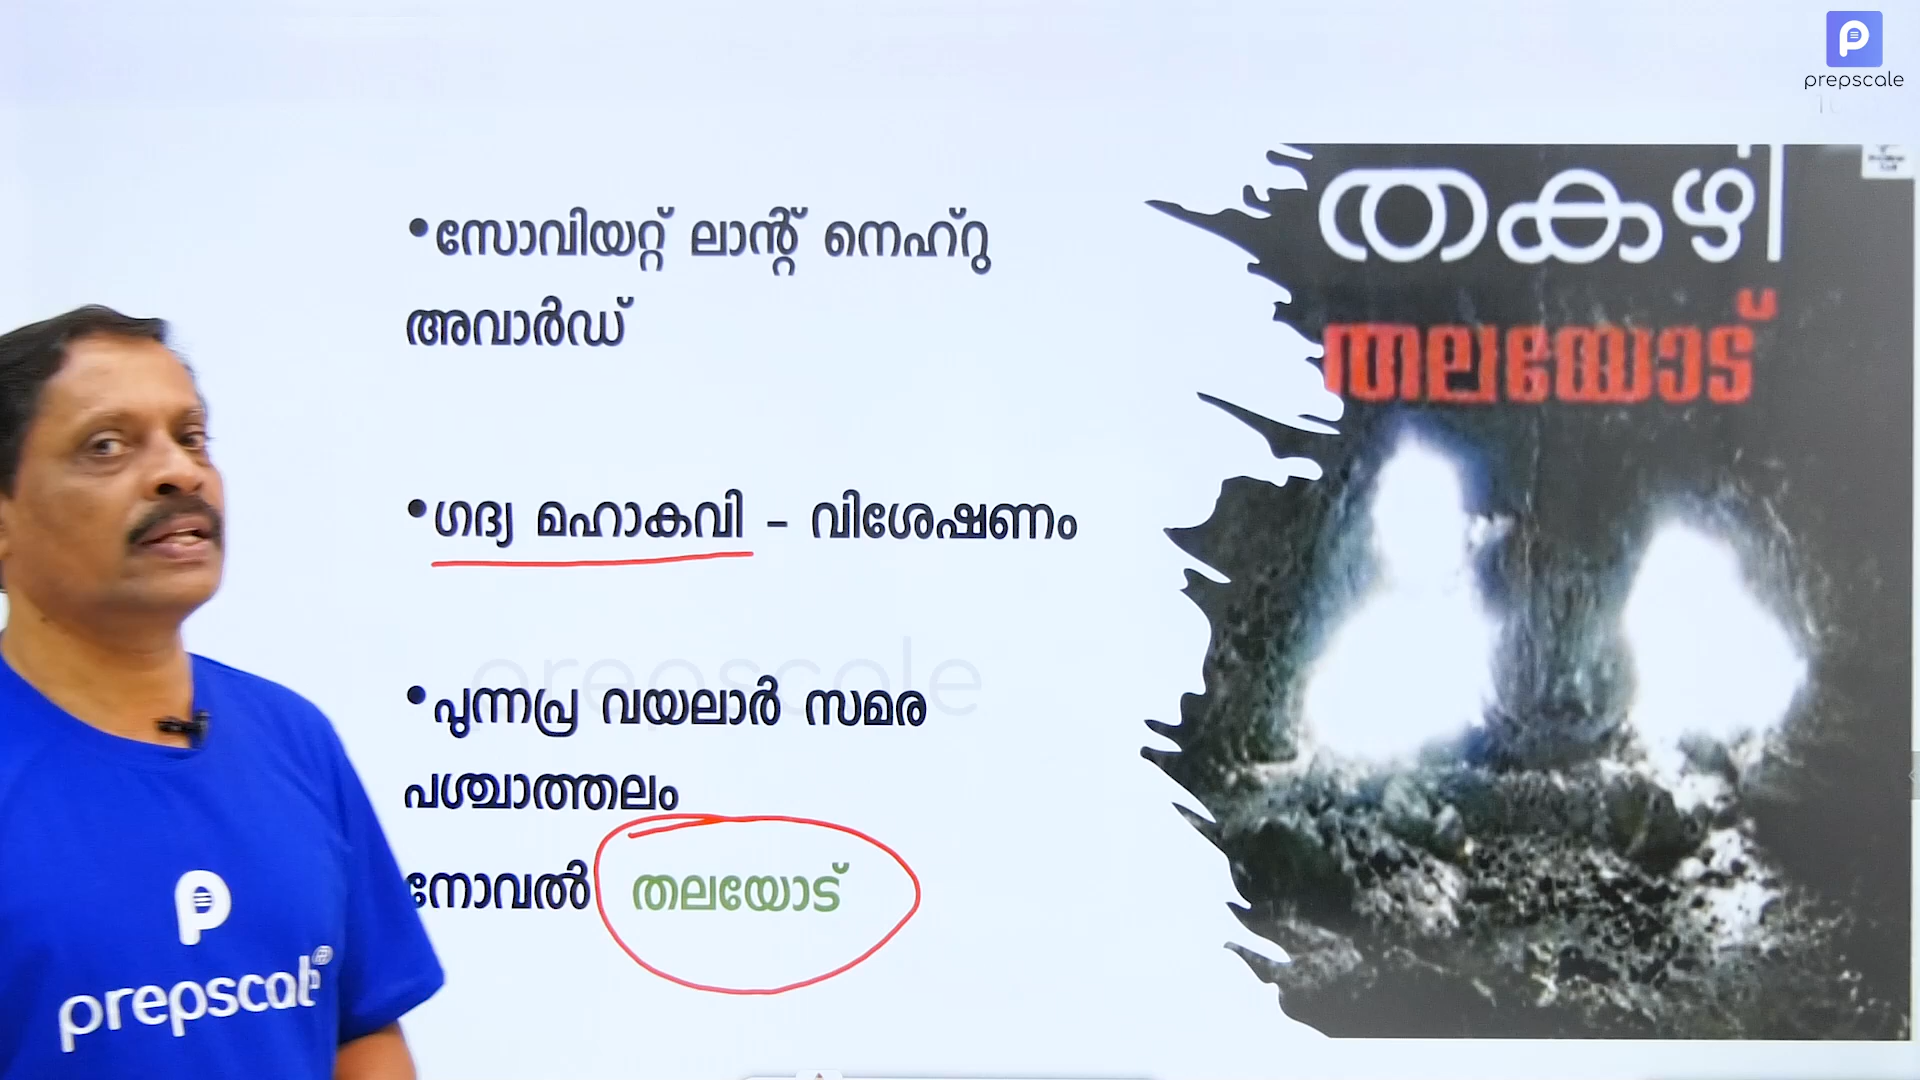 prepscale
തകഴി
തലയോട്
•സോവിയറ്റ് ലാന്റ് നെഹ്റു
അവാർഡ്
•ഗദ്യ മഹാകവി – വിശേഷണം
prepscale
•പുന്നപ്ര വയലാർ സമര
പശ്ചാത്തലം
നോവൽ തലയോട്
prepscale